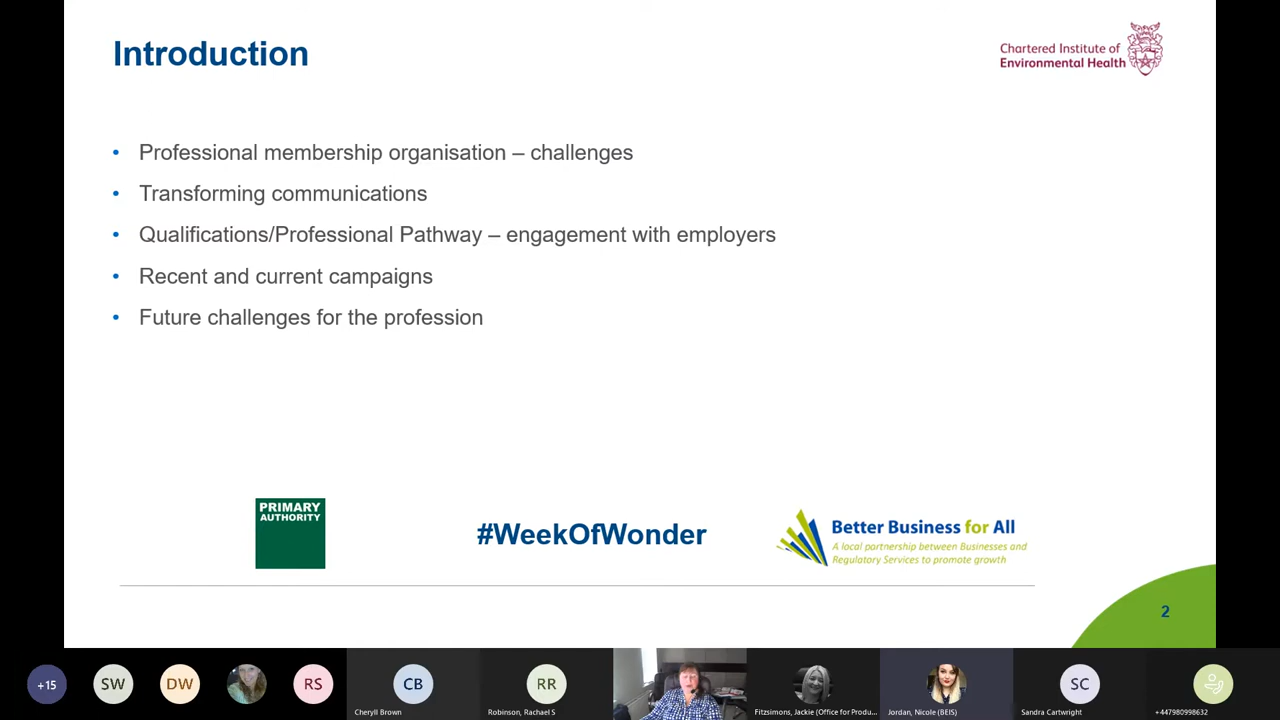 Introduction
Chartered Institute of
Environmental Health
• Professional membership organisation – challenges
• Transforming communications
• Qualifications/Professional Pathway – engagement with employers
• Recent and current campaigns
• Future challenges for the profession
PRIMARY
AUTHORITY
#WeekOfWonder
Better Business for All
A local partnership between Businesses and
Regulatory Services to promote growth
2
+15
SW
DW
RS
CB
RR
SC
Cheryll Brown
Robinson, Rachael S
Fitzsimons, Jackie (Office for Produ...
Jordan, Nicole (BEIS)
Sandra Cartwright
+447980998632